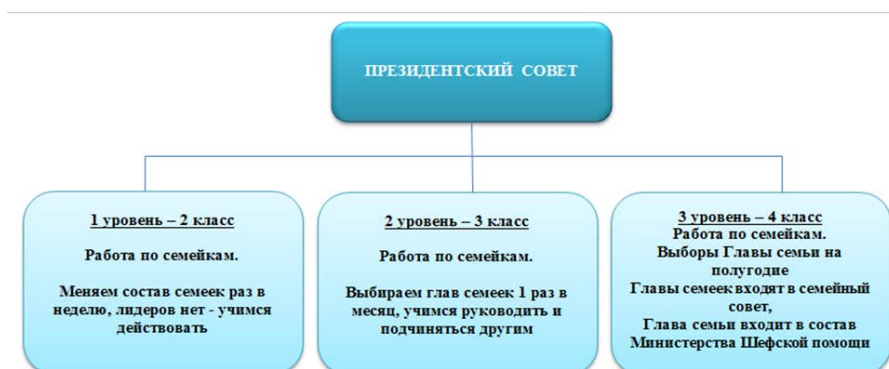 ПРЕЗИДЕНТСКИЙ СОВЕТ
1 уровень – 2 класс
Работа по семейкам.
Меняем состав семеек раз в
неделю, лидеров нет - учимся
действовать
2 уровень – 3 класс
Работа по семейкам.
Выбираем глав семеек 1 раз в
месяц, учимся руководить и
подчиняться другим
3 уровень – 4 класс
Работа по семейкам.
Выборы Главы семьи на
полугодие
Главы семеек входят в семейный
совет,
Глава семьи входит в состав
Министерства Шефской помощи